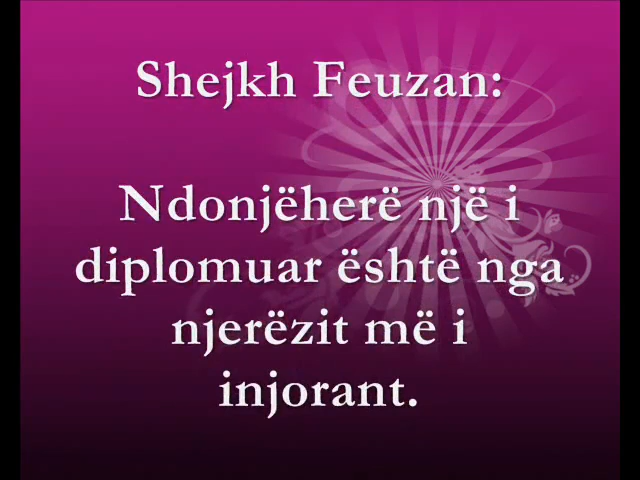 Shejkh Feuzan:
Ndonjëherë një i
diplomuar është nga
njerëzit më i
injorant.